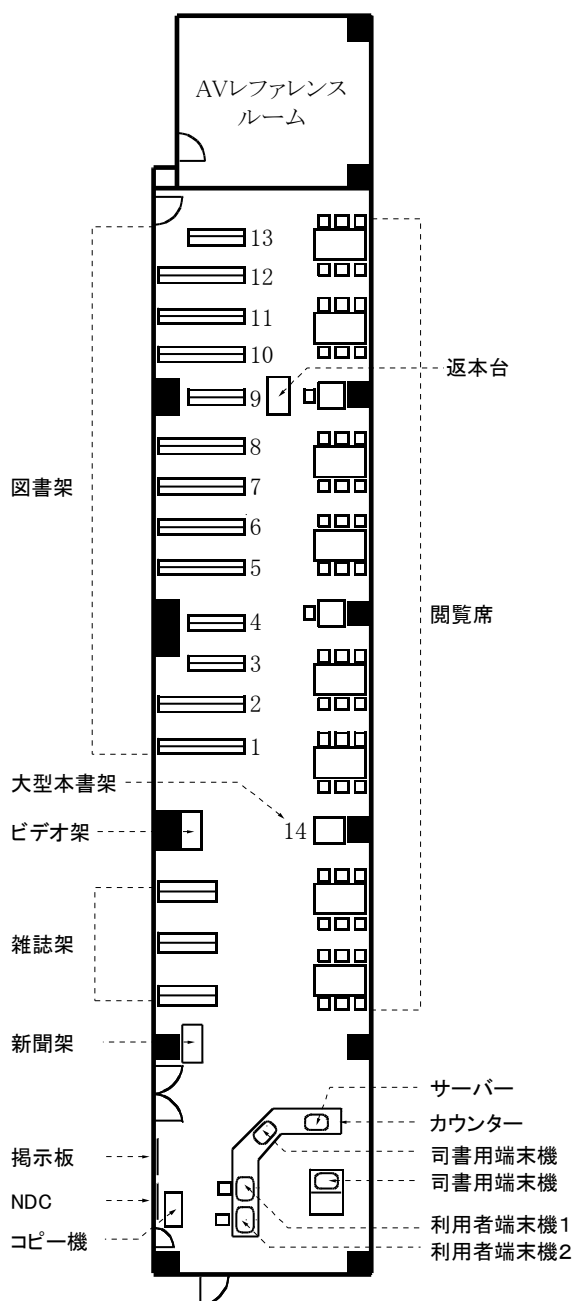 AVレファレンス
ルーム
13
12
11
10
返本台
9
8
図書架
7
6
5
4
閲覧席
3
2
1
大型本書架
ビデオ架
14
雑誌架
新聞架
サーバー
カウンター
掲示板
司書用端末機
司書用端末機
NDC
利用者端末機1
コピー機
利用者端末機2